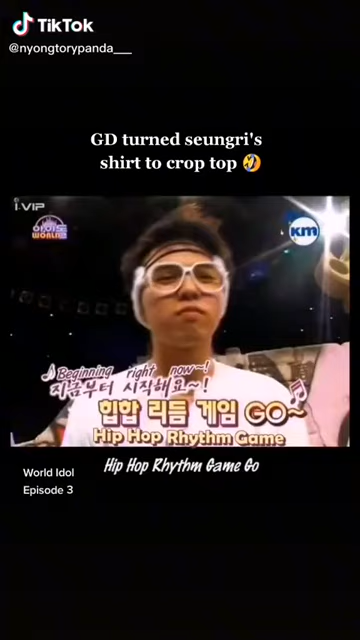 TikTok
@nyongtorypanda___
GD turned seungri's
shirt to crop top 🤣
i-VIP
WORLD
km
♪Beginning right now~!
지금부터 시작해요~!
힙합 리듬 게임 GO~
Hip Hop Rhythm Game
Hip Hop Rhythm Game Go
World Idol
Episode 3